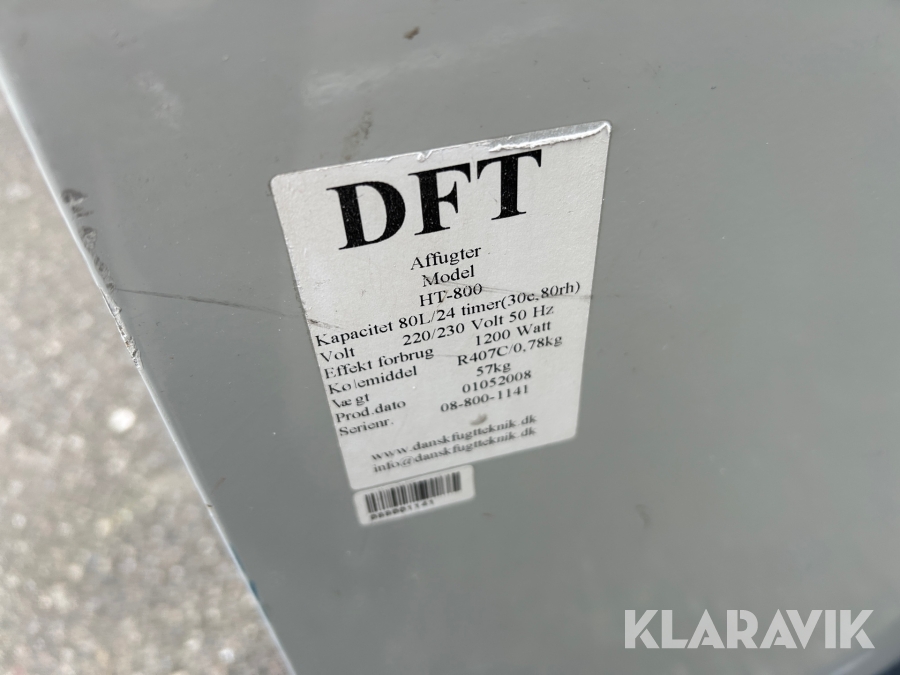 DFT
Affugter
Model
HT-800
Kapacitet 80L/24 timer(30c,80rh)
Volt 220/230 Volt 50 Hz
Effekt forbrug 1200 Watt
Kølemiddel R407C/0,78kg
Vægt 57kg
Prod.dato 01052008
Serienr. 08-800-1141
www.danskfugtteknik.dk
info@danskfugtteknik.dk
080001141
KLARAVIK